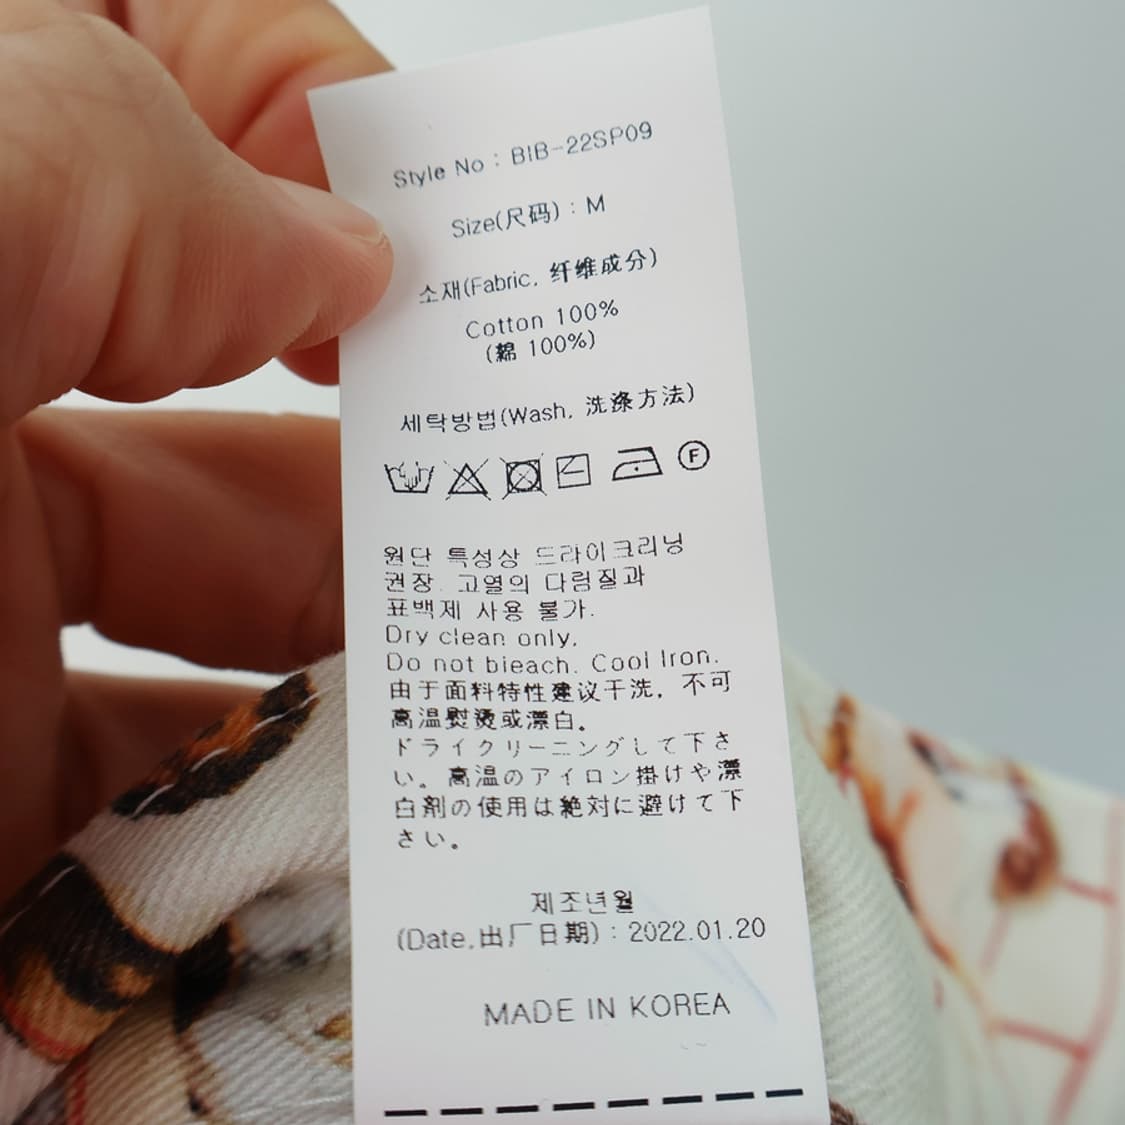 Style No : BIB-22SP09
Size(尺码) : M
소재(Fabric, 纤维成分)
Cotton 100%
(綿 100%)
세탁방법(Wash, 洗涤方法)
F
원단 특성상 드라이크리닝
권장. 고열의 다림질과
표백제 사용 불가.
Dry clean only,
Do not bleach. Cool Iron.
由于面料特性建议干洗, 不可
高温熨烫或漂白。
ドライクリーニングして下さ
い。高温のアイロン掛けや漂
白剤の使用は絶対に避けて下
さい。
제조년월
(Date,出厂日期) : 2022.01.20
MADE IN KOREA